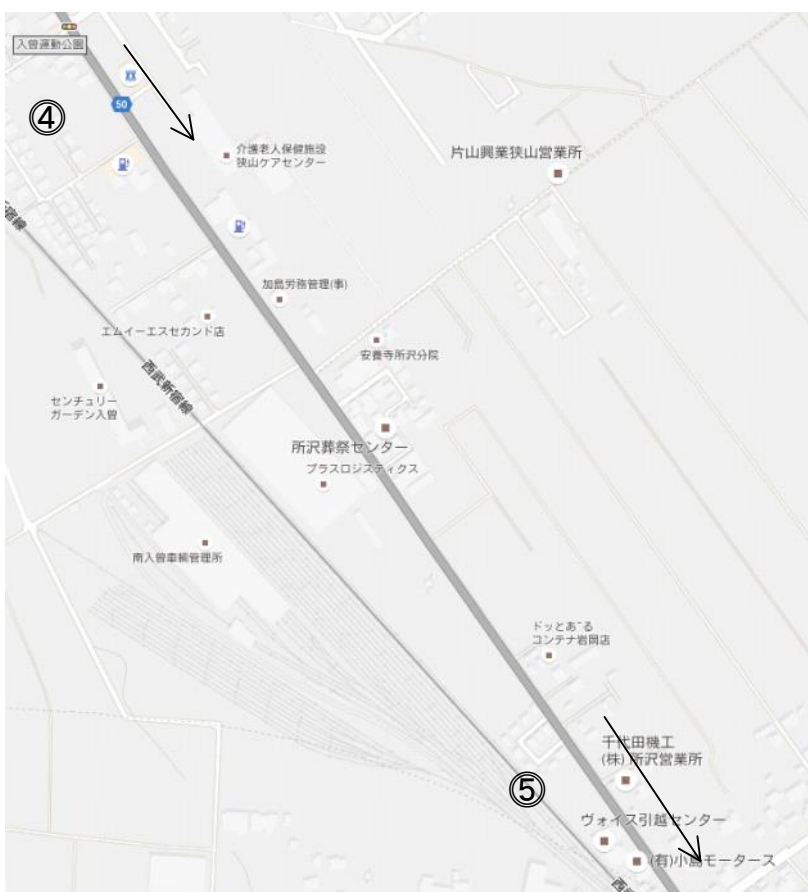 入曽運動公園
50
④
介護老人保健施設
狭山ケアセンター
片山興業狭山営業所
加島労務管理(事)
エムイーエスセカンド店
安養寺所沢分院
西武新宿線
センチュリー
ガーデン入曽
所沢葬祭センター
プラスロジスティクス
南入曽車輌管理所
ドッとあ~る
コンテナ岩岡店
千代田機工
(株) 所沢営業所
⑤
ヴォイス引越センター
(有)小島モータース